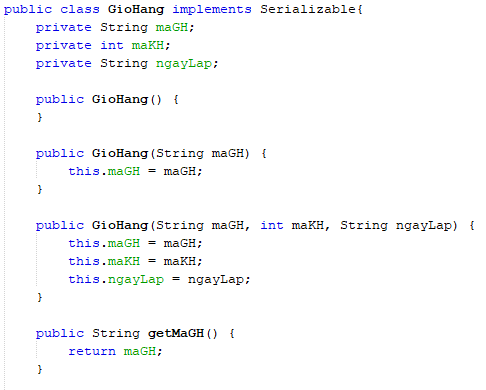 public class GioHang implements Serializable{
    private String maGH;
    private int maKH;
    private String ngayLap;

    public GioHang() {
    }

    public GioHang(String maGH) {
        this.maGH = maGH;
    }

    public GioHang(String maGH, int maKH, String ngayLap) {
        this.maGH = maGH;
        this.maKH = maKH;
        this.ngayLap = ngayLap;
    }

    public String getMaGH() {
        return maGH;
    }